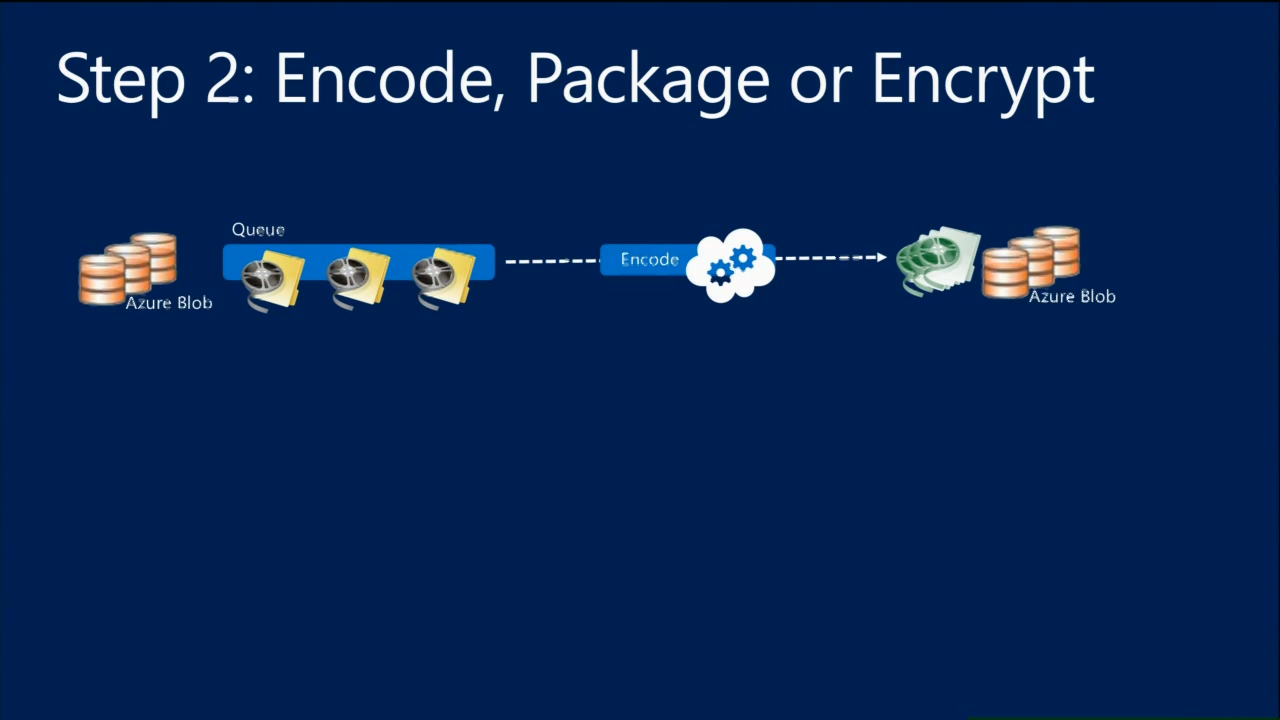 Step 2: Encode, Package or Encrypt
Queue
Encode
Azure Blob
Azure Blob